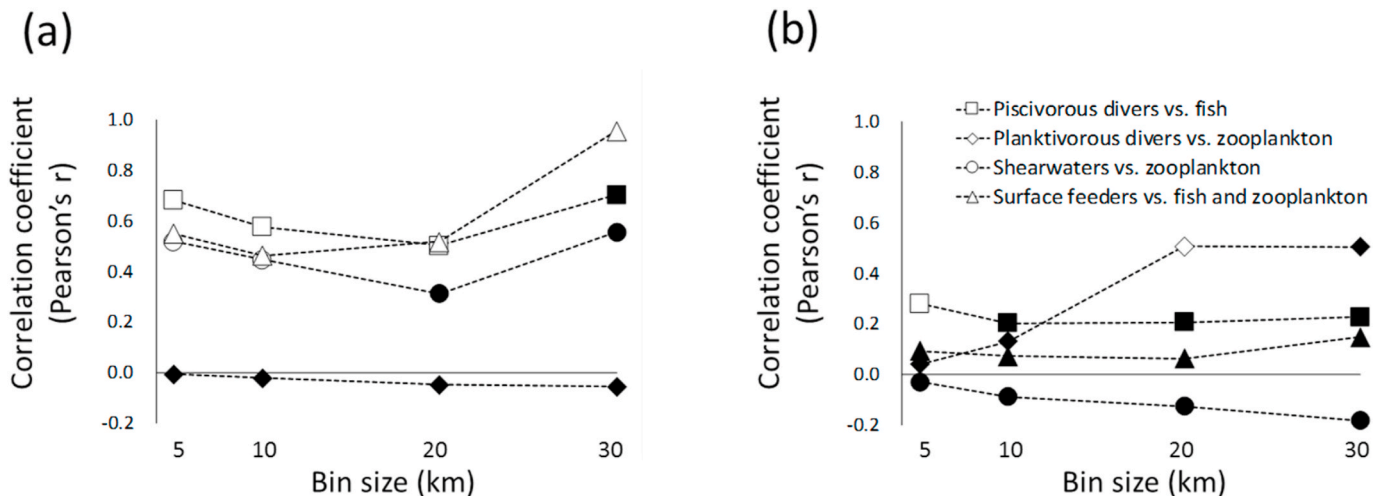 (a)
Correlation coefficient
(Pearson's r)
1.0
0.8
0.6
0.4
0.2
0.0
-0.2
5 10 20 30
Bin size (km)
(b)
Correlation coefficient
(Pearson's r)
1.0
0.8
0.6
0.4
0.2
0.0
-0.2
Piscivorous divers vs. fish
Planktivorous divers vs. zooplankton
Shearwaters vs. zooplankton
Surface feeders vs. fish and zooplankton
5 10 20 30
Bin size (km)